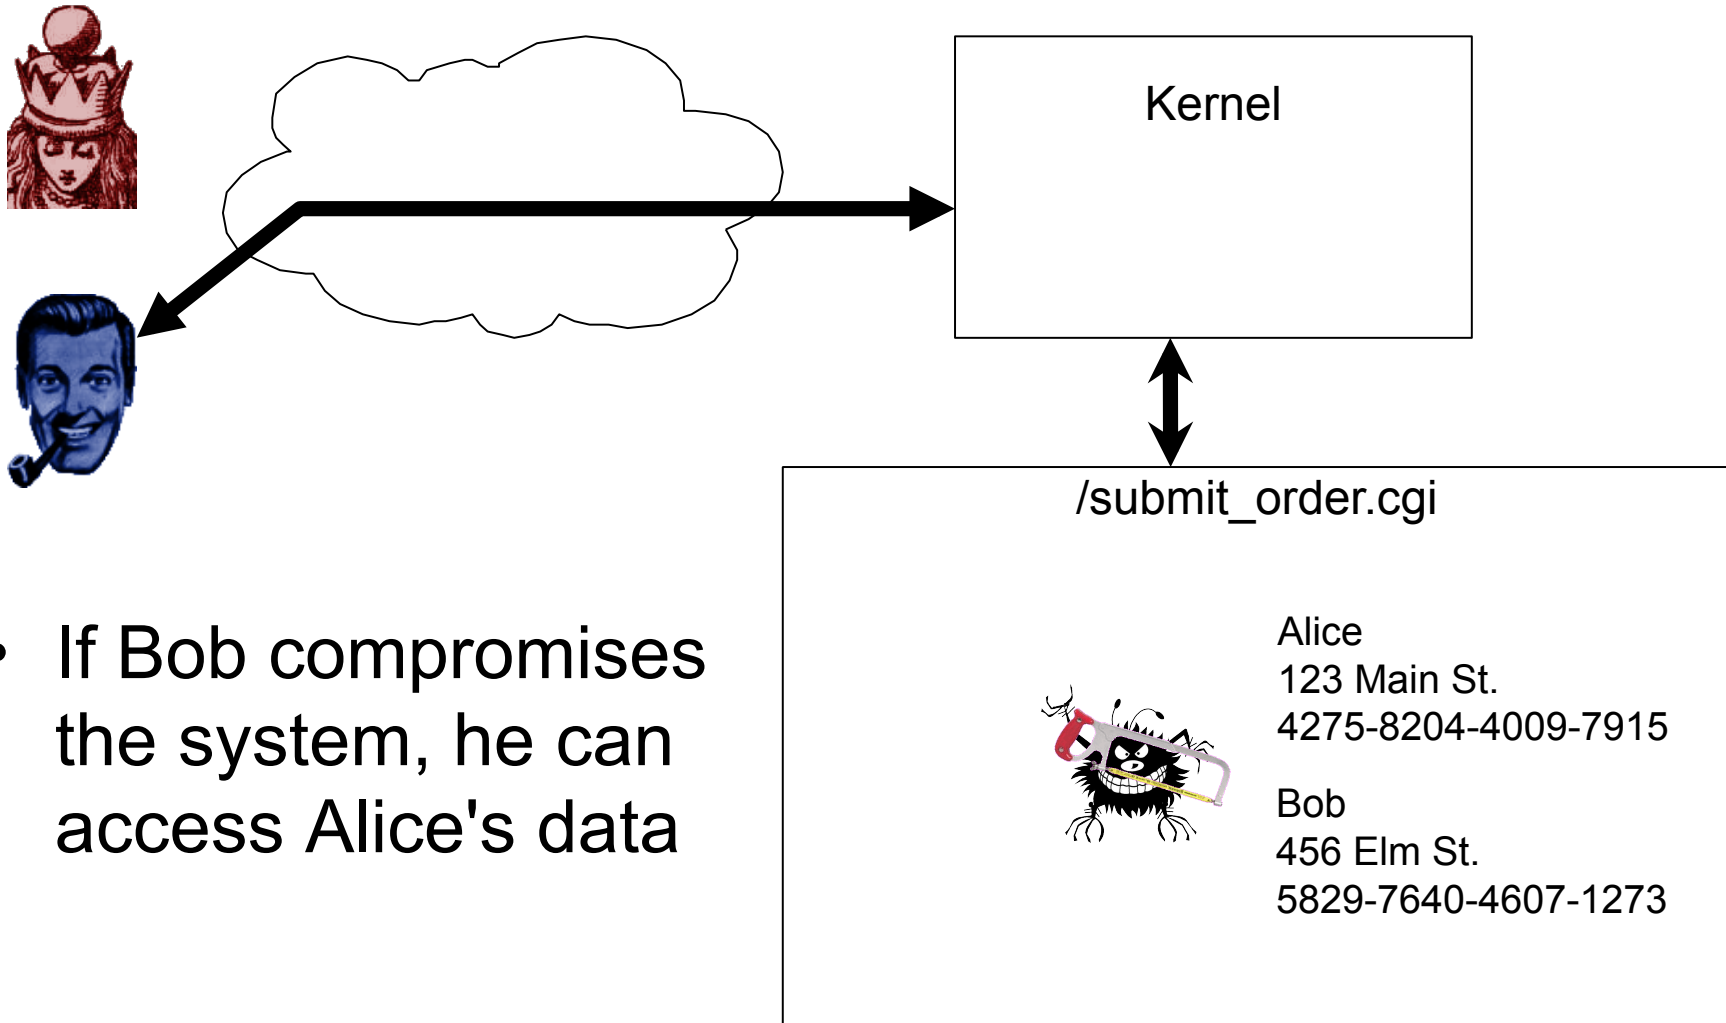 Kernel
/submit_order.cgi
• If Bob compromises
the system, he can
access Alice's data
Alice
123 Main St.
4275-8204-4009-7915
Bob
456 Elm St.
5829-7640-4607-1273